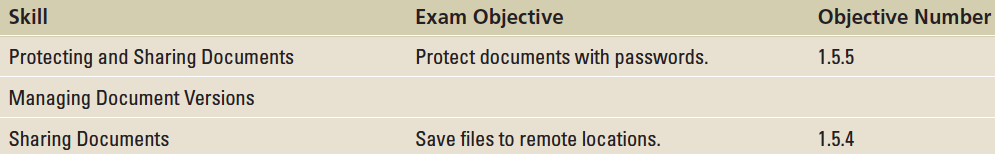 Skill Exam Objective Objective Number
Protecting and Sharing Documents Protect documents with passwords. 1.5.5
Managing Document Versions
Sharing Documents Save files to remote locations. 1.5.4